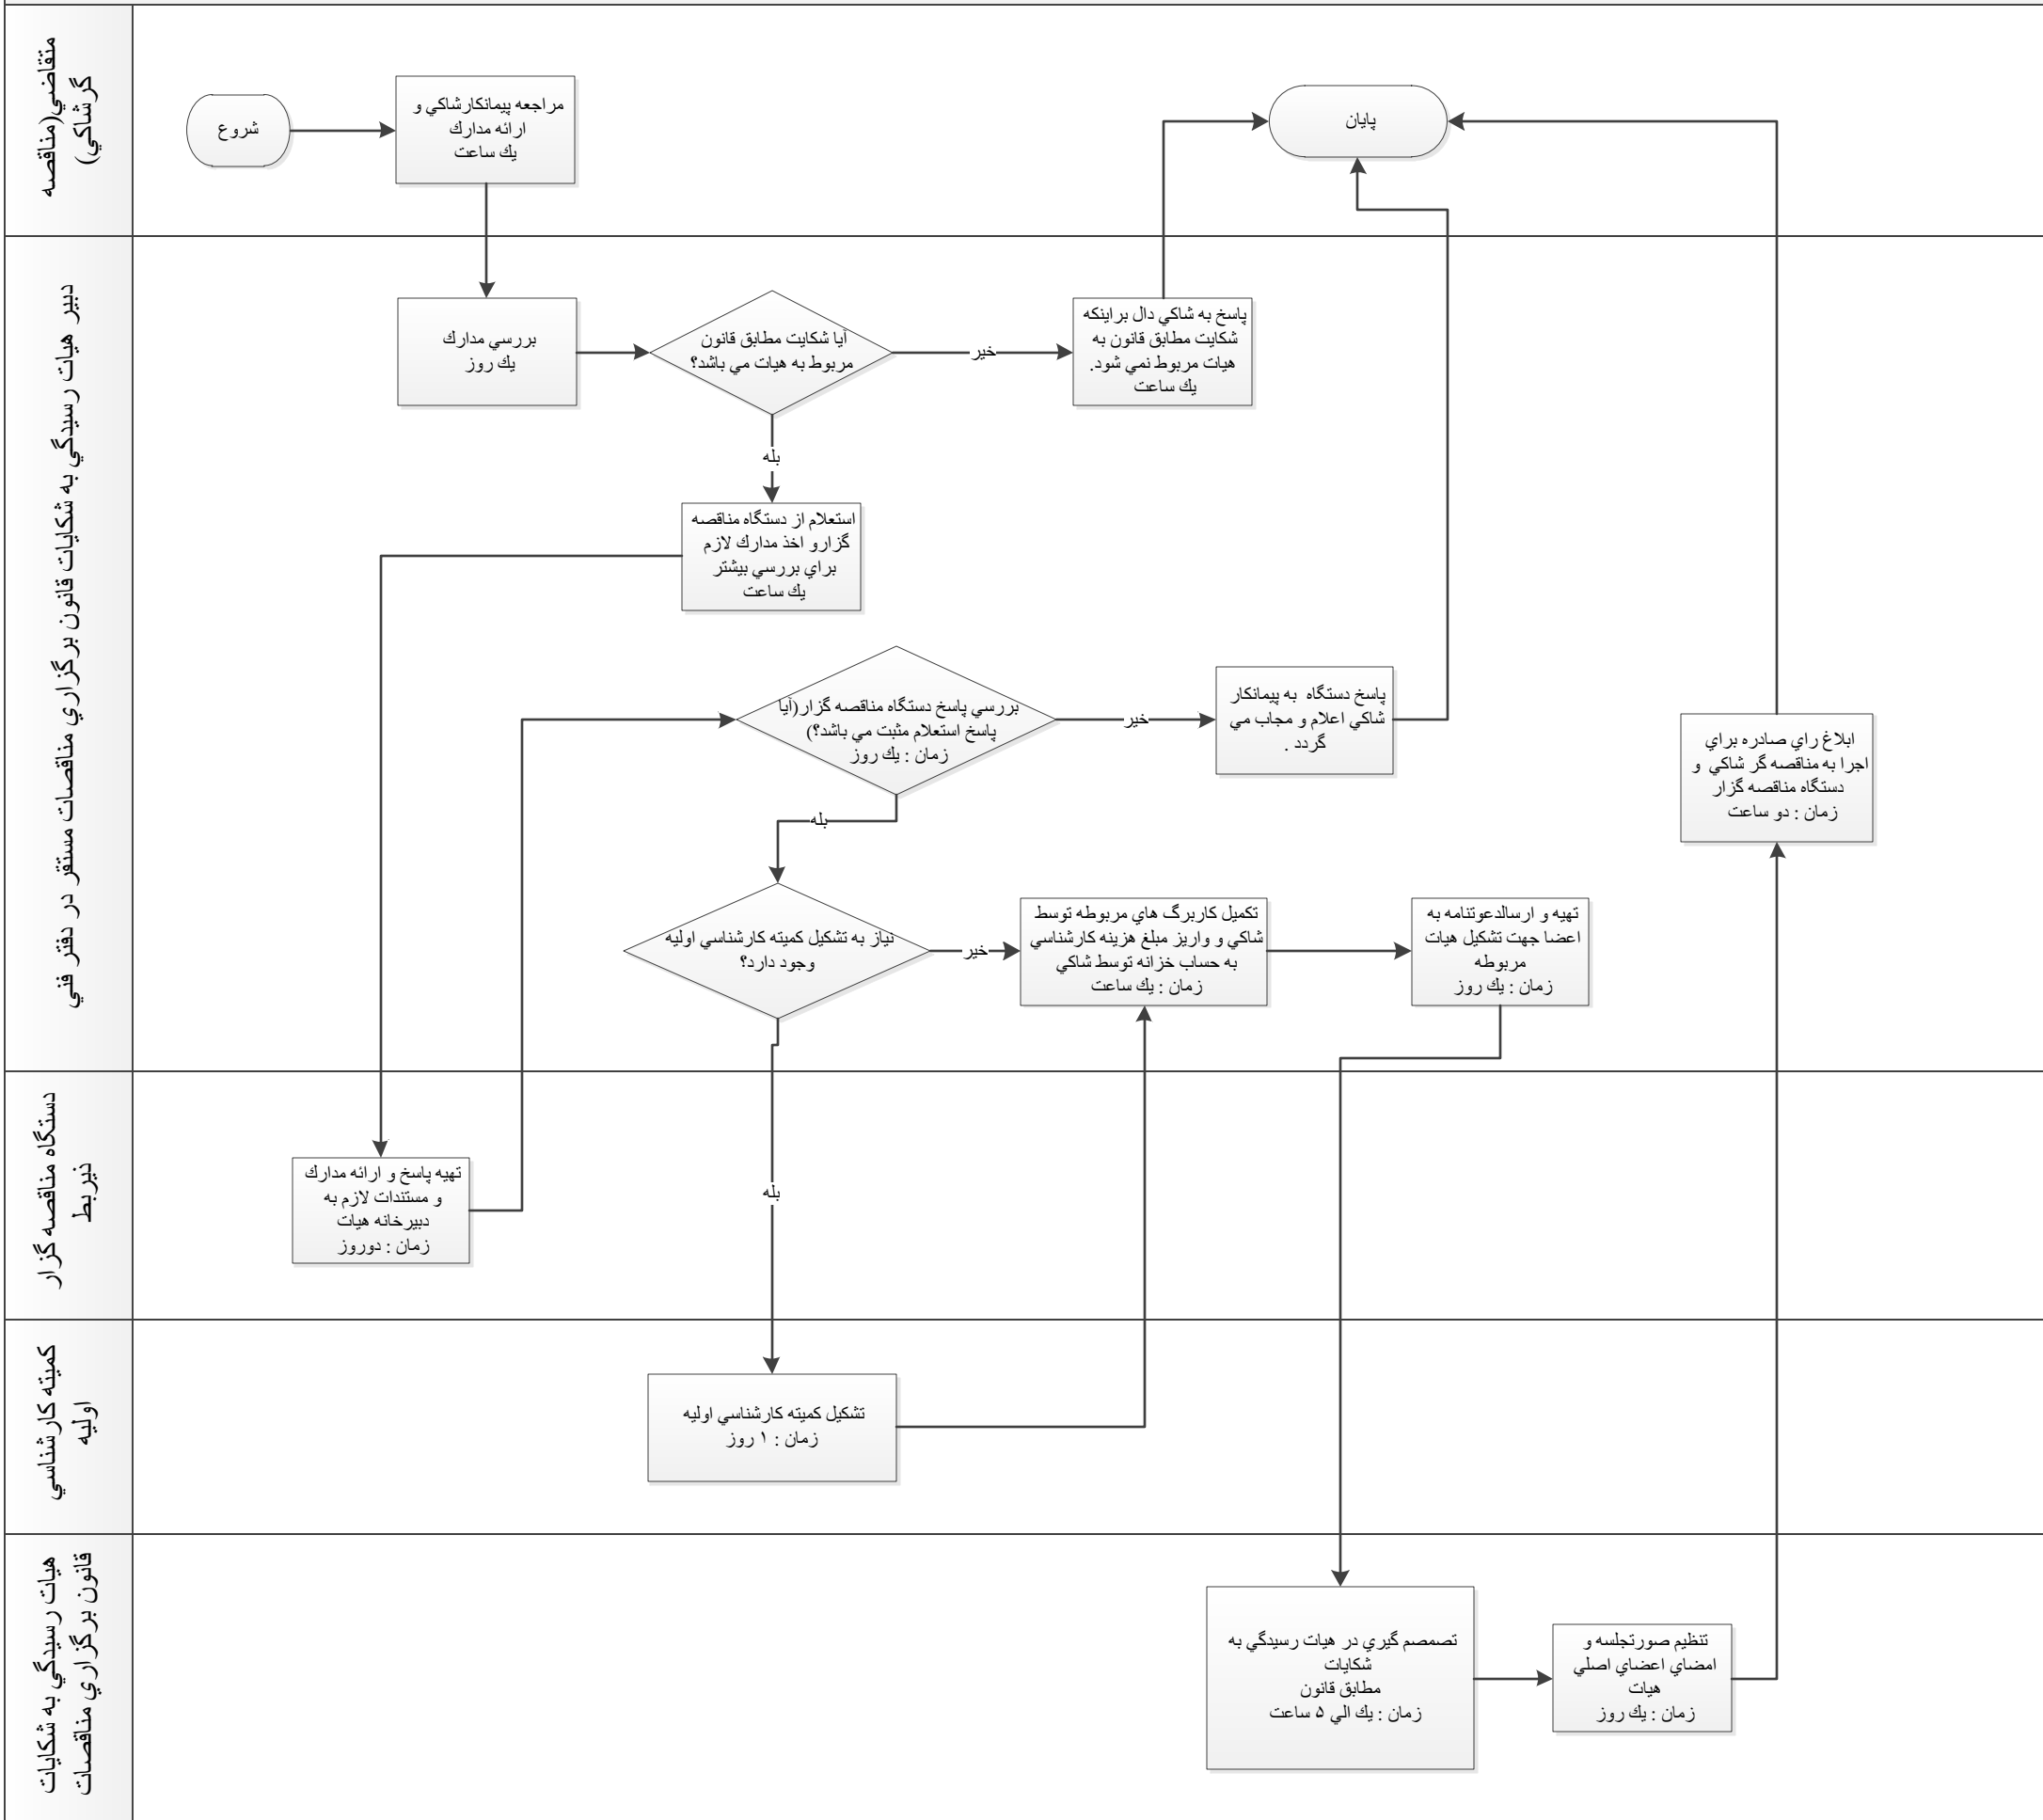 متقاضي(مناقصه
گرشاكي)
شروع
مراجعه پيمانكارشاكي و
ارائه مدارك
يك ساعت
پايان
دبير هيات رسيدگي به شكايات قانون برگزاري مناقصات مستقر در دفتر فني
بررسي مدارك
يك روز
آيا شكايت مطابق قانون
مربوط به هيات مي باشد؟
خير
پاسخ به شاكي دال براينكه
شكايت مطابق قانون به
هيات مربوط نمي شود.
يك ساعت
بله
استعلام از دستگاه مناقصه
گزارو اخذ مدارك لازم
براي بررسي بيشتر
يك ساعت
بررسي پاسخ دستگاه مناقصه گزار(آيا
پاسخ استعلام مثبت مي باشد؟)
زمان : يك روز
خير
پاسخ دستگاه به پيمانكار
شاكي اعلام و مجاب مي
گردد .
ابلاغ راي صادره براي
اجرا به مناقصه گر شاكي و
دستگاه مناقصه گزار
زمان : دو ساعت
بله
نياز به تشكيل كميته كارشناسي اوليه
وجود دارد؟
خير
تكميل كاربرگ هاي مربوطه توسط
شاكي و واريز مبلغ هزينه كارشناسي
به حساب خزانه توسط شاكي
زمان : يك ساعت
تهيه و ارسالدعوتنامه به
اعضا جهت تشكيل هيات
مربوطه
زمان : يك روز
دستگاه مناقصه گزار
ذيربط
تهيه پاسخ و ارائه مدارك
و مستندات لازم به
دبيرخانه هيات
زمان : دوروز
بله
كميته كارشناسي
اوليه
تشكيل كميته كارشناسي اوليه
زمان : ۱ روز
هيات رسيدگي به شكايات
قانون برگزاري مناقصات
تصمصم گيري در هيات رسيدگي به
شكايات
مطابق قانون
زمان : يك الي ۵ ساعت
تنظيم صورتجلسه و
امضاي اعضاي اصلي
هيات
زمان : يك روز